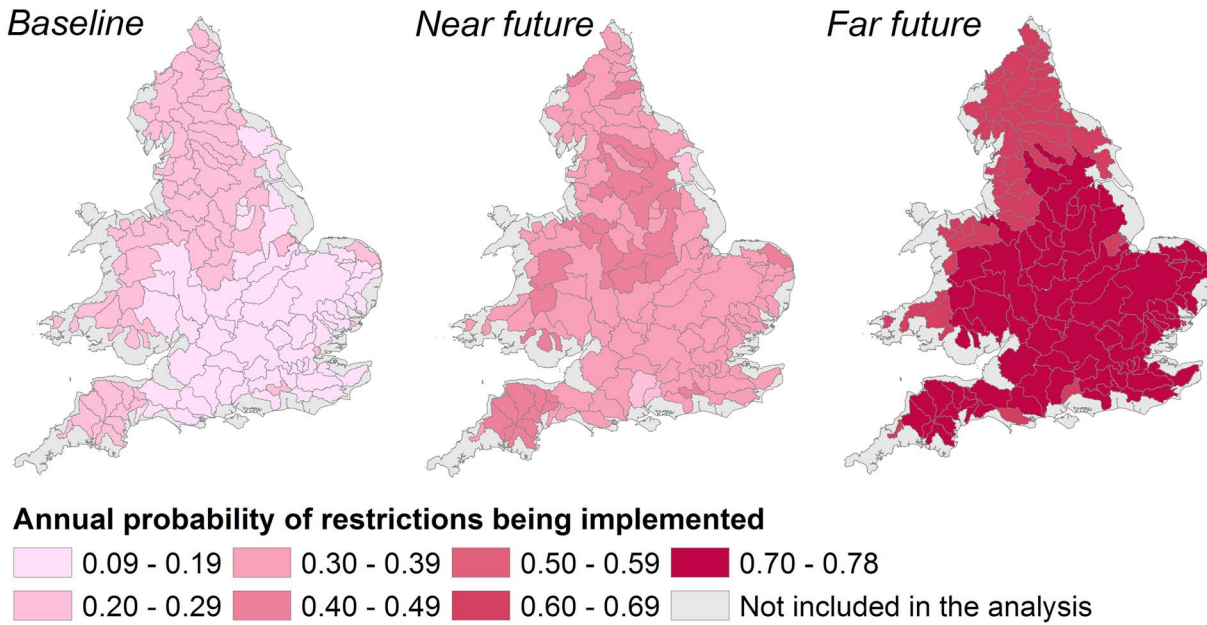 Baseline
Near future
Far future
Annual probability of restrictions being implemented
0.09 - 0.19
0.30 - 0.39
0.50 - 0.59
0.70 - 0.78
0.20 - 0.29
0.40 - 0.49
0.60 - 0.69
Not included in the analysis